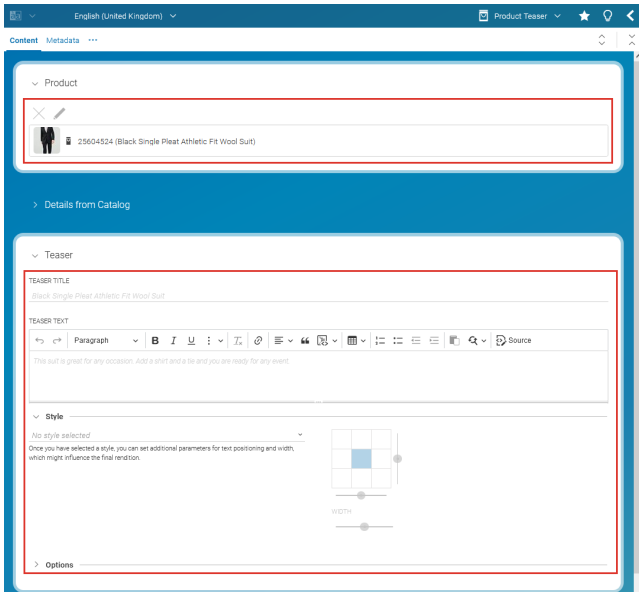 English (United Kingdom)
Product Teaser
Content Metadata ...
Product
25604524 (Black Single Pleat Athletic Fit Wool Suit)
Details from Catalog
Teaser
TEASER TITLE
Black Single Pleat Athletic Fit Wool Suit
TEASER TEXT
Paragraph B I U Tx Source
This suit is great for any occasion. Add a shirt and a tie and you are ready for any event.
Style
No style selected
Once you have selected a style, you can set additional parameters for text positioning and width,
which might influence the final rendition.
WIDTH
Options